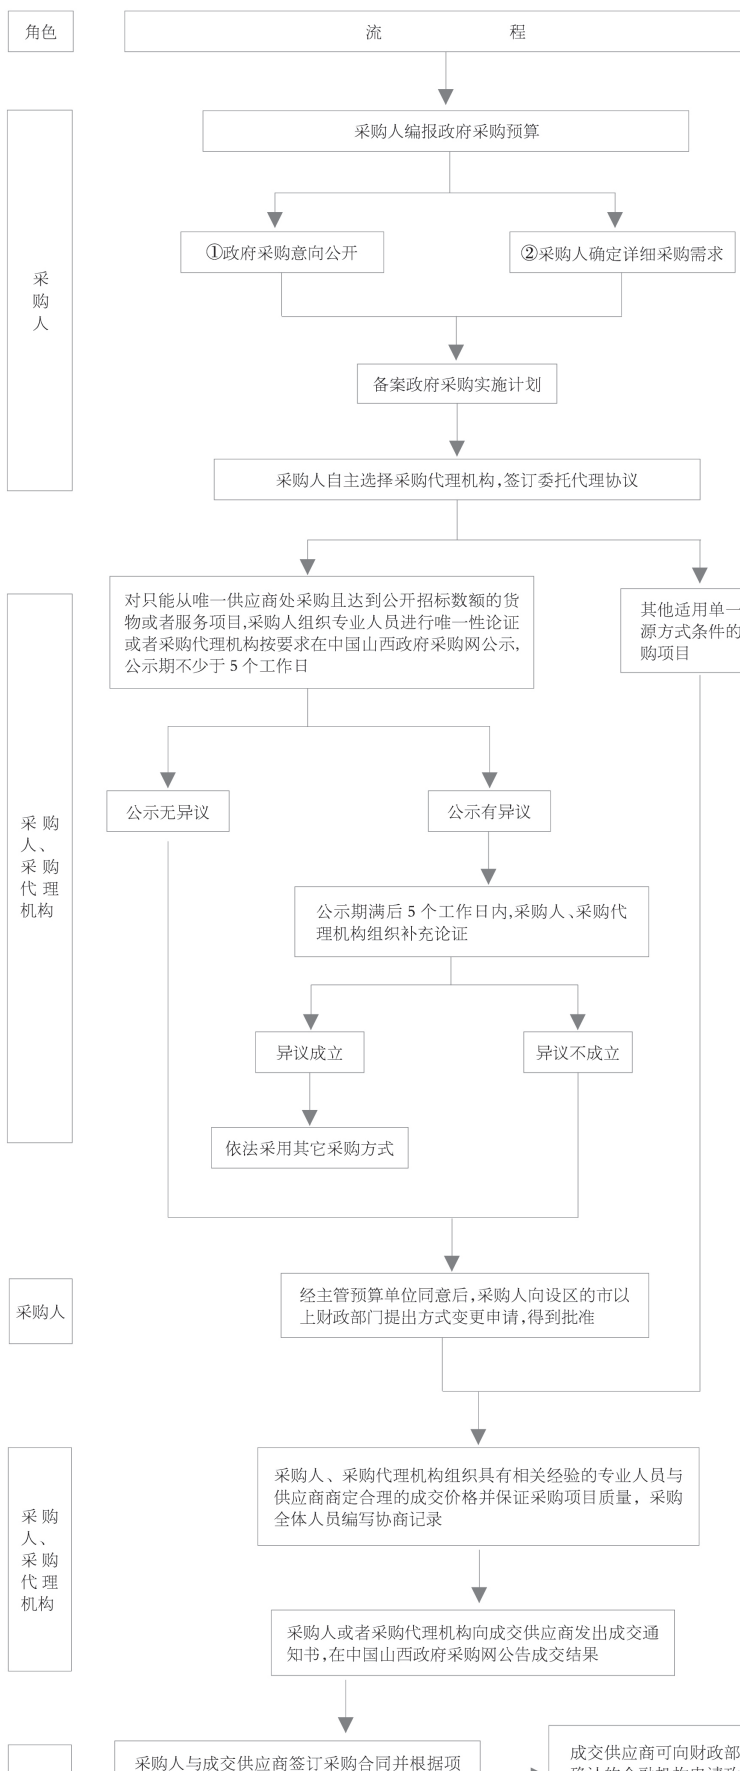 角色
流 程
采购人编报政府采购预算
采
购
人
①政府采购意向公开
②采购人确定详细采购需求
备案政府采购实施计划
采购人自主选择采购代理机构,签订委托代理协议
对只能从唯一供应商处采购且达到公开招标数额的货
物或者服务项目,采购人组织专业人员进行唯一性论证
或者采购代理机构按要求在中国山西政府采购网公示,
公示期不少于 5 个工作日
其他适用单一
源方式条件的
购项目
采 购
人、
采 购
代 理
机构
公示无异议
公示有异议
公示期满后 5 个工作日内,采购人、采购代
理机构组织补充论证
异议成立
异议不成立
依法采用其它采购方式
采购人
经主管预算单位同意后,采购人向设区的市以
上财政部门提出方式变更申请,得到批准
采 购
人、
采 购
代 理
机构
采购人、采购代理机构组织具有相关经验的专业人员与
供应商商定合理的成交价格并保证采购项目质量，采购
全体人员编写协商记录
采购人或者采购代理机构向成交供应商发出成交通
知书,在中国山西政府采购网公告成交结果
采购人与成交供应商签订采购合同并根据项
成交供应商可向财政部